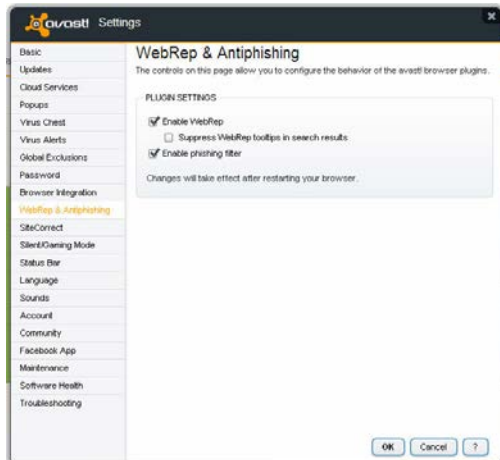 avast! Settings
x
Basic
Updates
Cloud Services
Popups
Virus Chest
Virus Alerts
Global Exclusions
Password
Browser Integration
WebRep & Antiphishing
SiteCorrect
Silent/Gaming Mode
Status Bar
Language
Sounds
Account
Community
Facebook App
Maintenance
Software Health
Troubleshooting
WebRep & Antiphishing
The controls on this page allow you to configure the behavior of the avast! browser plugins.
PLUGIN SETTINGS
Enable WebRep
Suppress WebRep tooltips in search results
Enable phishing filter
Changes will take effect after restarting your browser.
OK
Cancel
?